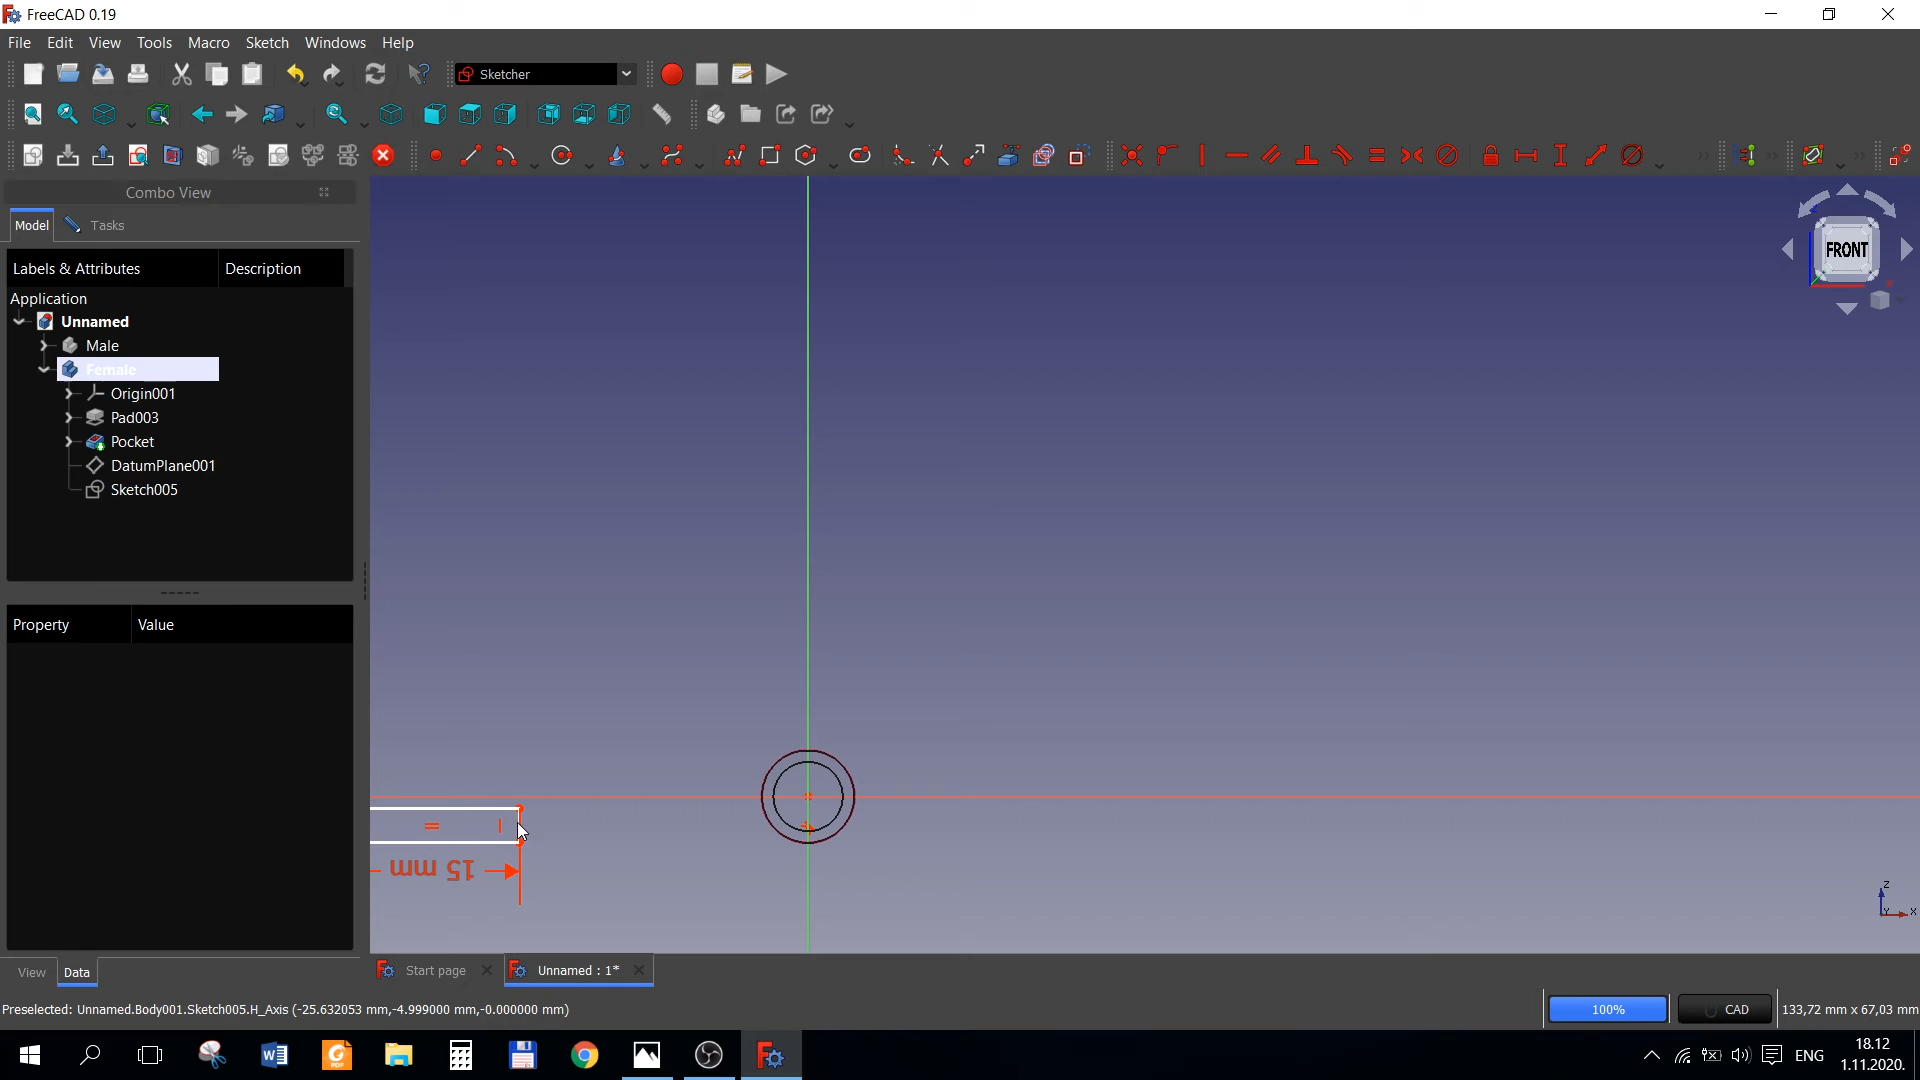 FreeCAD 0.19
File Edit View Tools Macro Sketch Windows Help
Sketcher
Combo View
Model Tasks
Labels & Attributes Description
Application
Unnamed
Male
Female
Origin001
Pad003
Pocket
DatumPlane001
Sketch005
Property Value
FRONT
15 mm
Z
Y X
View Data
Start page Unnamed : 1*
Preselected: Unnamed.Body001.Sketch005.H_Axis (-25.632053 mm,-4.999000 mm,-0.000000 mm)
100% CAD 133,72 mm x 67,03 mm
ENG 18.12
1.11.2020.